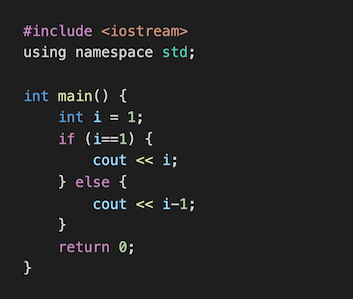 #include <iostream>
using namespace std;

int main() {
    int i = 1;
    if (i==1) {
        cout << i;
    } else {
        cout << i-1;
    }
    return 0;
}